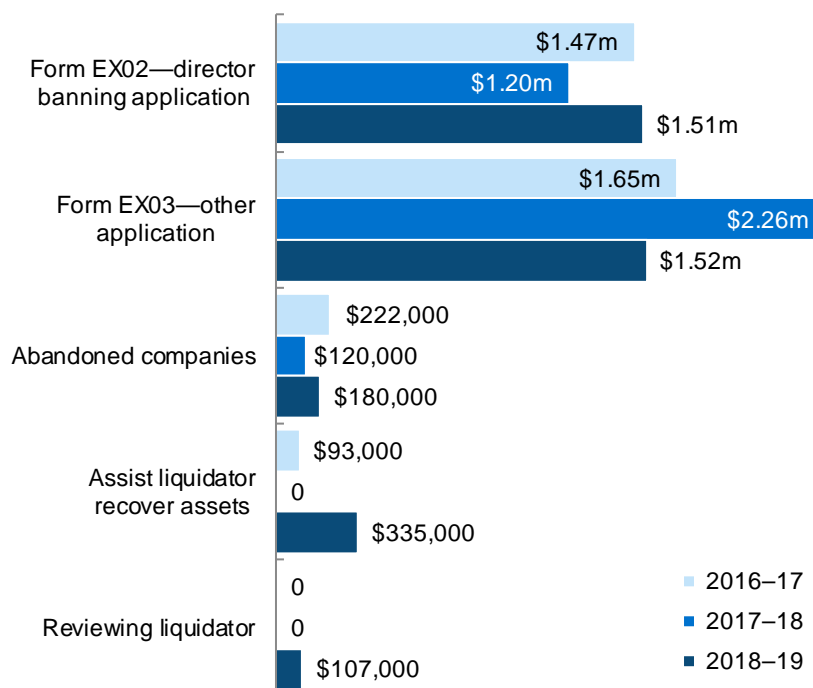 Form EX02—director
banning application
$1.47m
$1.20m
$1.51m
Form EX03—other
application
$1.65m
$2.26m
$1.52m
Abandoned companies
$222,000
$120,000
$180,000
Assist liquidator
recover assets
$93,000
0
$335,000
Reviewing liquidator
0
0
$107,000
2016–17
2017–18
2018–19